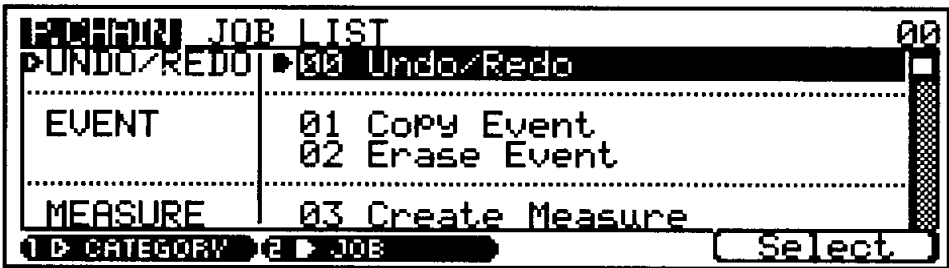 P.CHAIN JOB LIST 00
UNDO/REDO 00 Undo/Redo
EVENT 01 Copy Event
02 Erase Event
MEASURE 03 Create Measure
1 CATEGORY 2 JOB Select